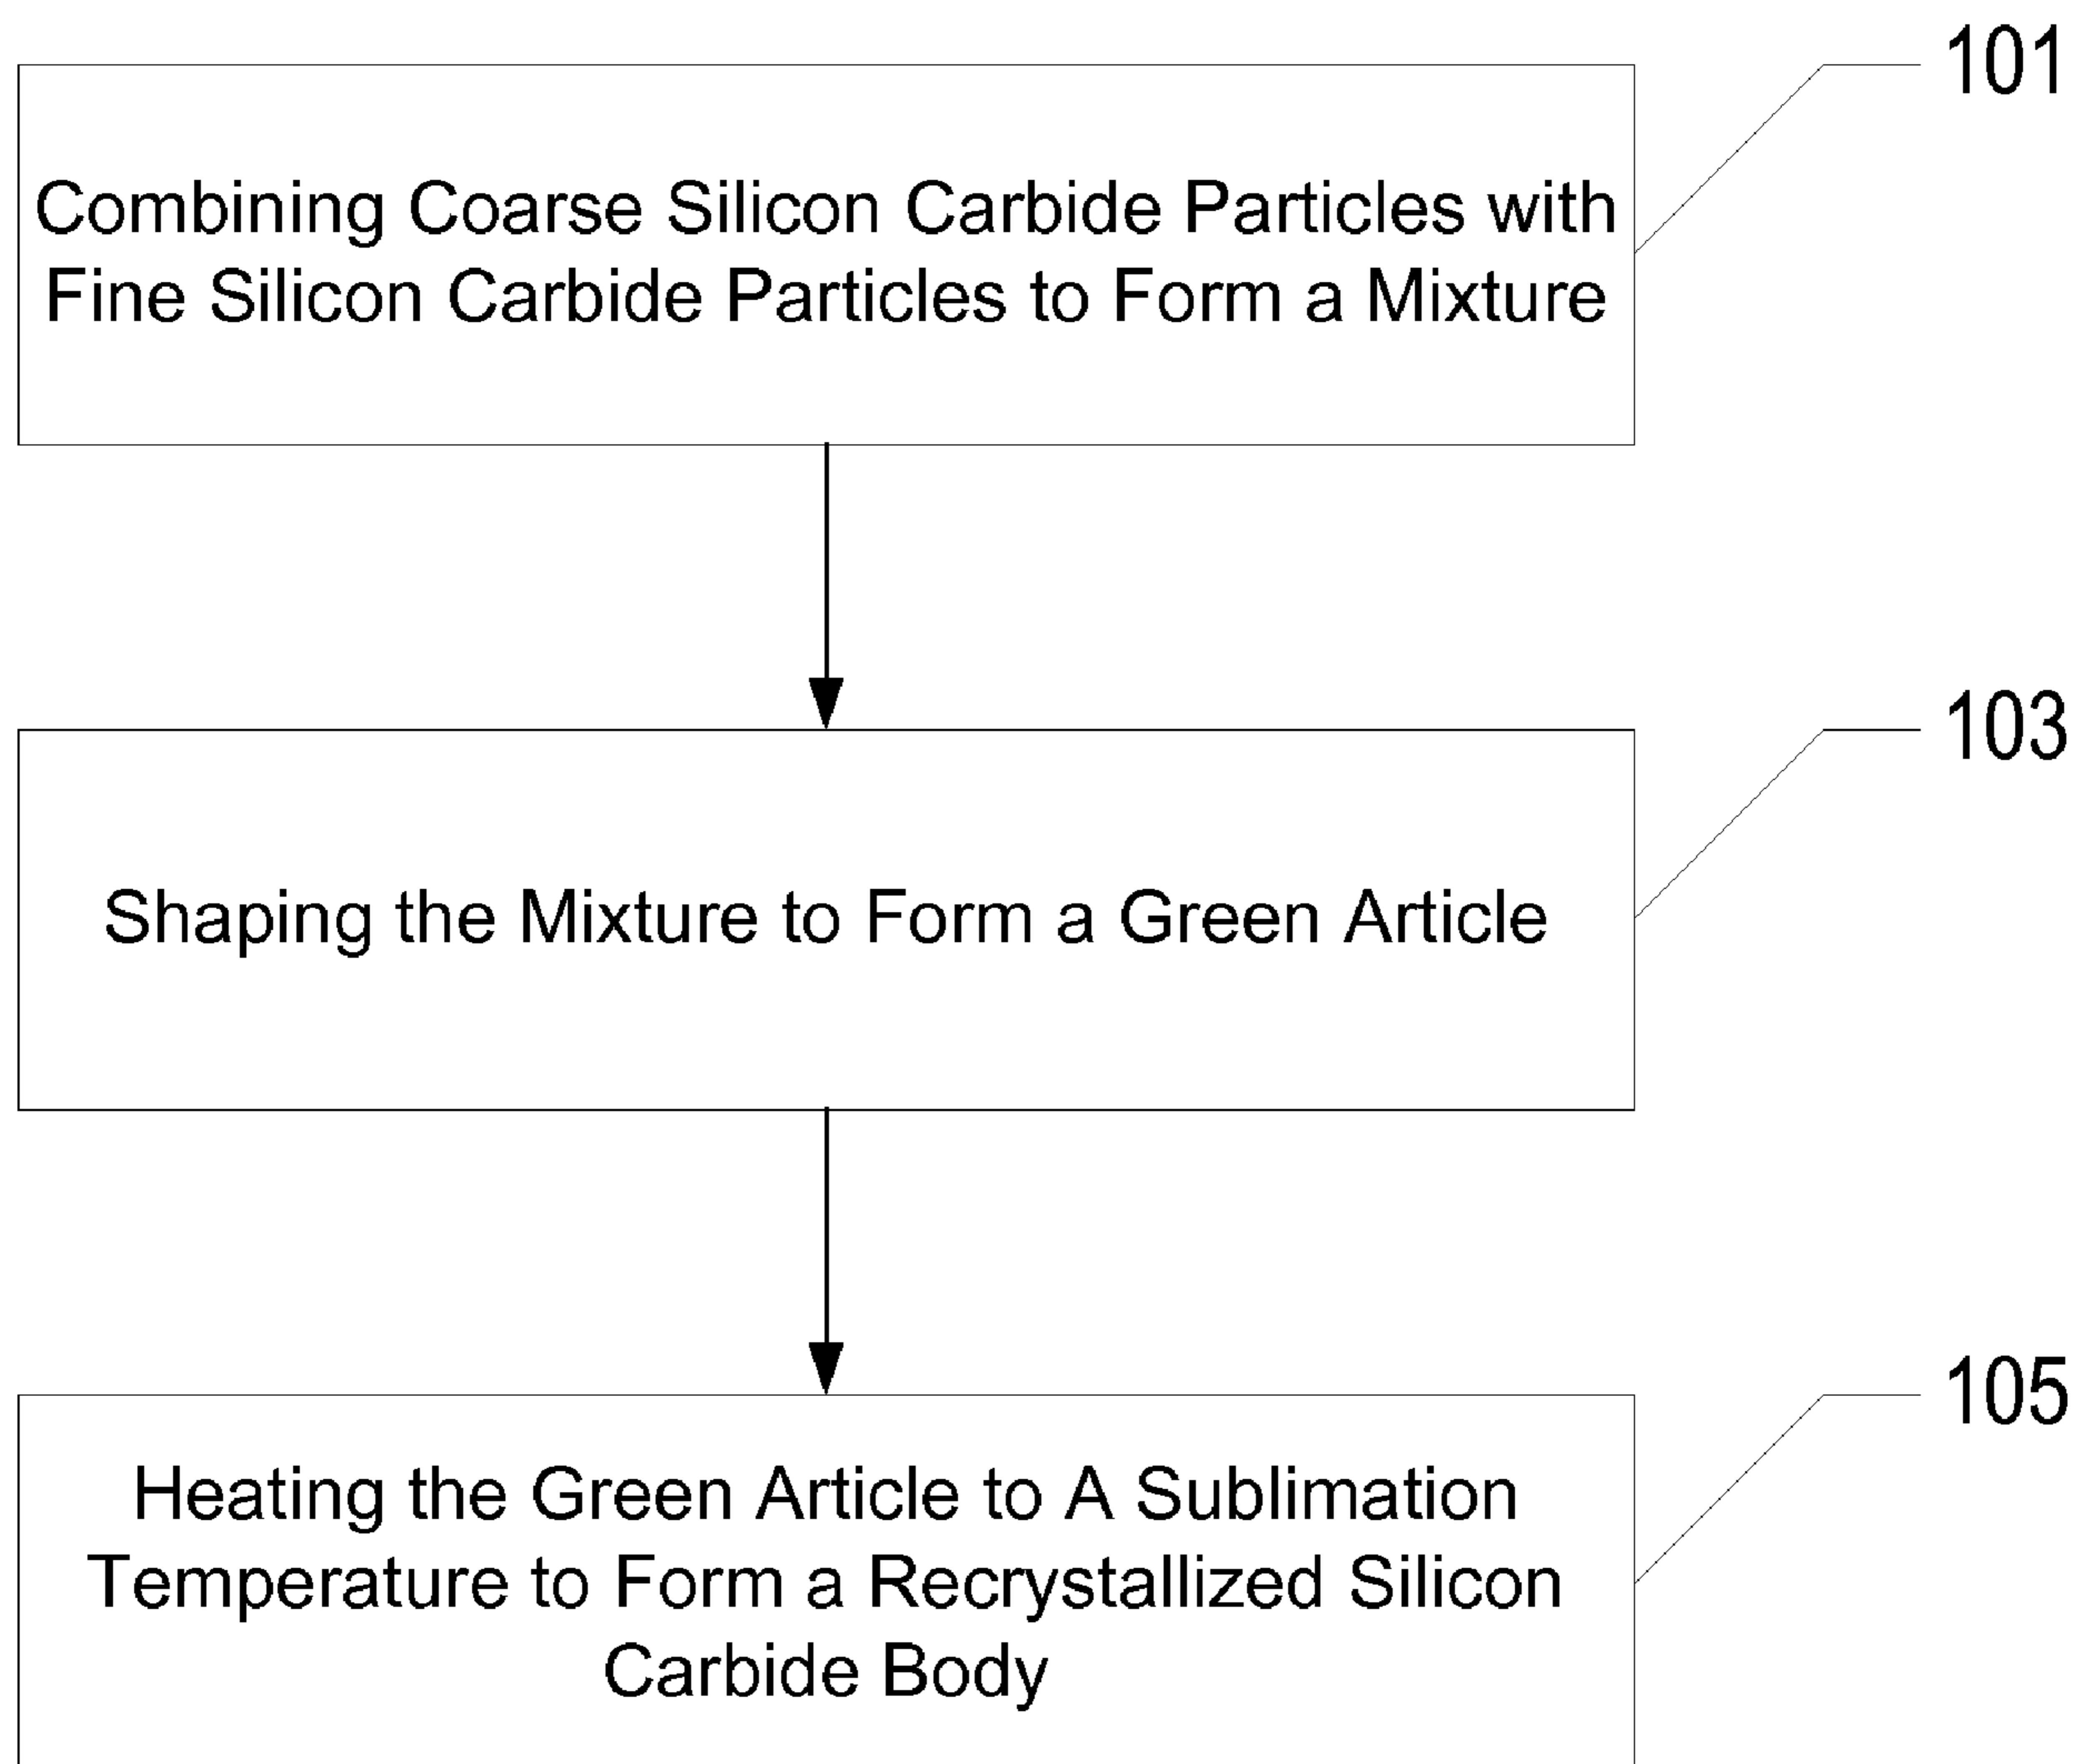 101
Combining Coarse Silicon Carbide Particles with
Fine Silicon Carbide Particles to Form a Mixture
103
Shaping the Mixture to Form a Green Article
105
Heating the Green Article to A Sublimation
Temperature to Form a Recrystallized Silicon
Carbide Body